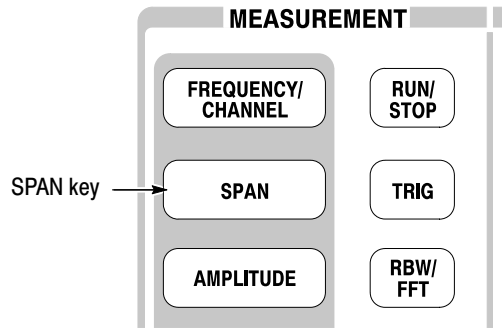 MEASUREMENT
FREQUENCY/
CHANNEL
RUN/
STOP
SPAN key
SPAN
TRIG
AMPLITUDE
RBW/
FFT